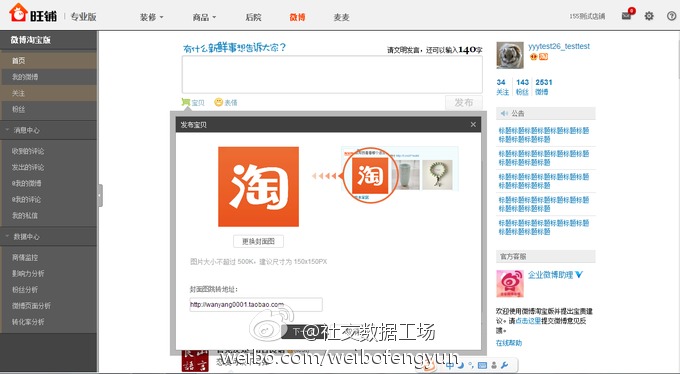 旺铺 专业版 装修 商品 后院 微博 麦麦 155测试店铺 6
微博淘宝版
首页
我的微博
关注
粉丝
消息中心
收到的评论
发出的评论
@我的微博
@我的评论
我的私信
数据中心
商情监控
影响力分析
粉丝分析
微博页面分析
转化率分析
有什么新鲜事想告诉大家?
请文明发言，还可以输入140字
宝贝 表情 发布
发布宝贝
淘
淘
更换封面图
图片大小不超过 500K，建议尺寸为 150x150PX
封面图跳转地址:
http://wanyang0001.taobao.com
下一
@社交数据工场
weibo.com/weibofengyun
语言
yyytest26_testtest
34 143 2531
关注 粉丝 微博
公告
标题标题标题标题标题标题标题
标题标题标题
标题标题标题标题标题标题标题
标题标题标题
标题标题标题标题标题标题标题
标题标题标题
标题标题标题标题标题标题标题
标题标题标题
标题标题标题标题标题标题标题
标题标题标题
官方客服
企业微博助理
欢迎使用微博淘宝版并提出宝贵建
议。请点击这里提交微博意见反
馈。
在线帮助
中